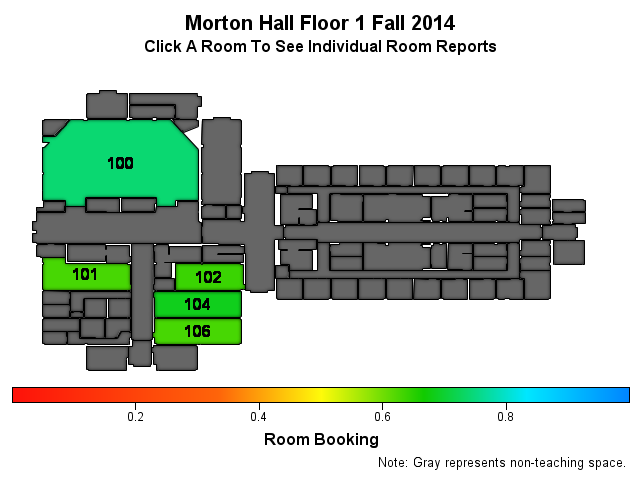 Morton Hall Floor 1 Fall 2014
Click A Room To See Individual Room Reports
100
101
102
104
106
0.2 0.4 0.6 0.8
Room Booking
Note: Gray represents non-teaching space.